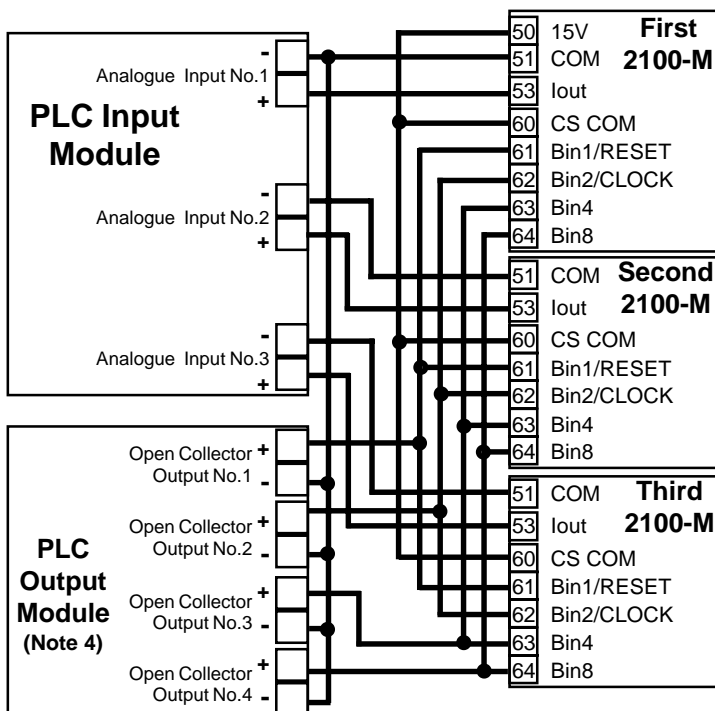 PLC Input
Module
Analogue Input No.1
-
+
Analogue Input No.2
-
+
Analogue Input No.3
-
+
PLC
Output
Module
(Note 4)
Open Collector
Output No.1
+
-
Open Collector
Output No.2
+
-
Open Collector
Output No.3
+
-
Open Collector
Output No.4
+
-
First
2100-M
50 15V
51 COM
53 Iout
60 CS COM
61 Bin1/RESET
62 Bin2/CLOCK
63 Bin4
64 Bin8
Second
2100-M
51 COM
53 Iout
60 CS COM
61 Bin1/RESET
62 Bin2/CLOCK
63 Bin4
64 Bin8
Third
2100-M
51 COM
53 Iout
60 CS COM
61 Bin1/RESET
62 Bin2/CLOCK
63 Bin4
64 Bin8